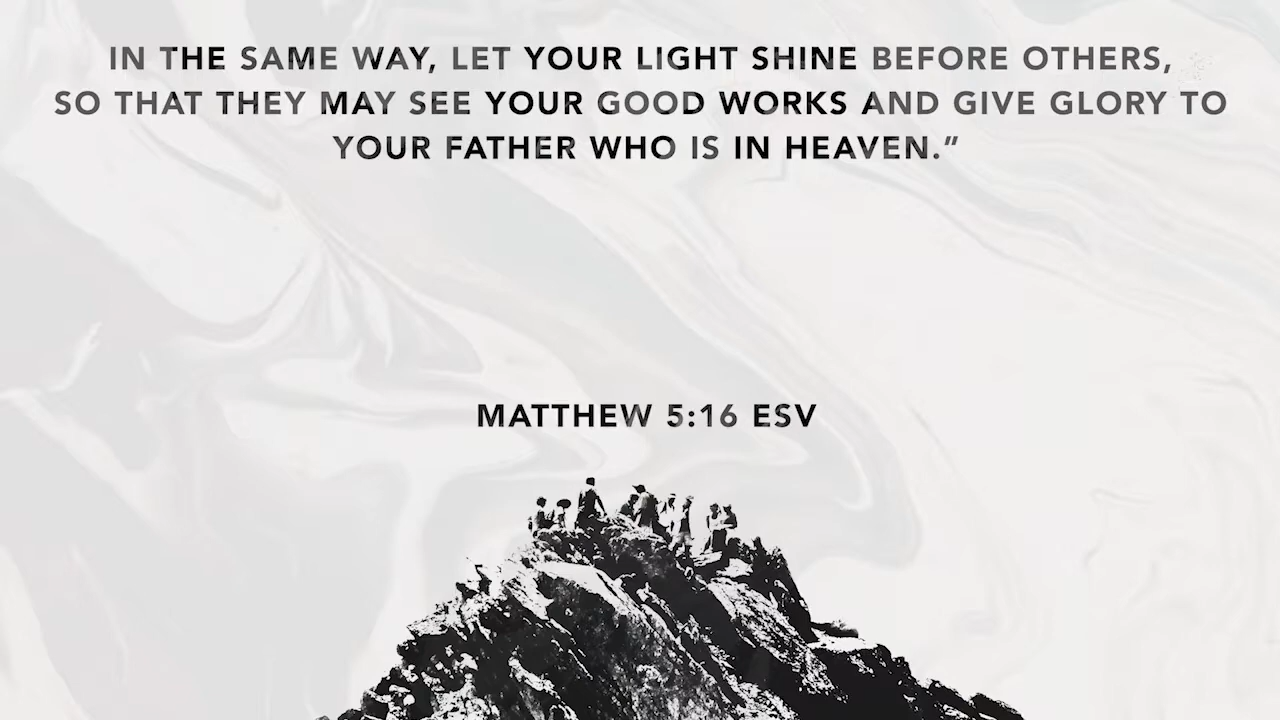 IN THE SAME WAY, LET YOUR LIGHT SHINE BEFORE OTHERS,
SO THAT THEY MAY SEE YOUR GOOD WORKS AND GIVE GLORY TO
YOUR FATHER WHO IS IN HEAVEN.”
MATTHEW 5:16 ESV